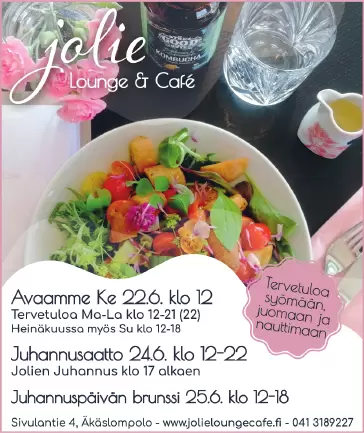 jolie
Lounge & Café
GOOD
KOMBUCHA
Avaamme Ke 22.6. klo 12
Tervetuloa Ma-La klo 12-21 (22)
Heinäkuussa myös Su klo 12-18
Tervetuloa
syömään,
juomaan ja
nauttimaan
Juhannusaatto 24.6. klo 12-22
Jolien Juhannus klo 17 alkaen
Juhannuspäivän brunssi 25.6. klo 12-18
Sivulantie 4, Äkäslompolo - www.jolieloungecafe.fi - 041 3189227